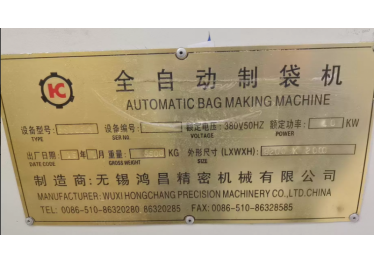 HC
全自动制袋机
AUTOMATIC BAG MAKING MACHINE
设备型号: 设备编号: 额定电压: 380V50HZ 额定功率: KW
TYPE: SER NO VOLTAGE POWER
出厂日期 年 月 重量: KG 外形尺寸 (LXWXH):
DATE CODE GROSS WEIGHT SIZE
制造商:无锡鸿昌精密机械有限公司
MANUFACTURER: WUXI HONGCHANG PRECISION MACHINERY CO.,LTD.CHINA
TEL: 0086-510-86320280 86320285 FAX: 0086-510-86328585